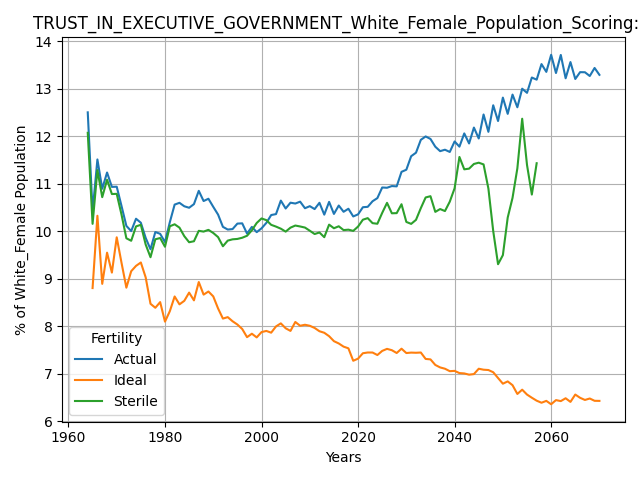 TRUST_IN_EXECUTIVE_GOVERNMENT_White_Female_Population_Scoring:
% of White_Female Population
14
13
12
11
10
9
8
7
6
Fertility
Actual
Ideal
Sterile
1960 1980 2000 2020 2040 2060
Years